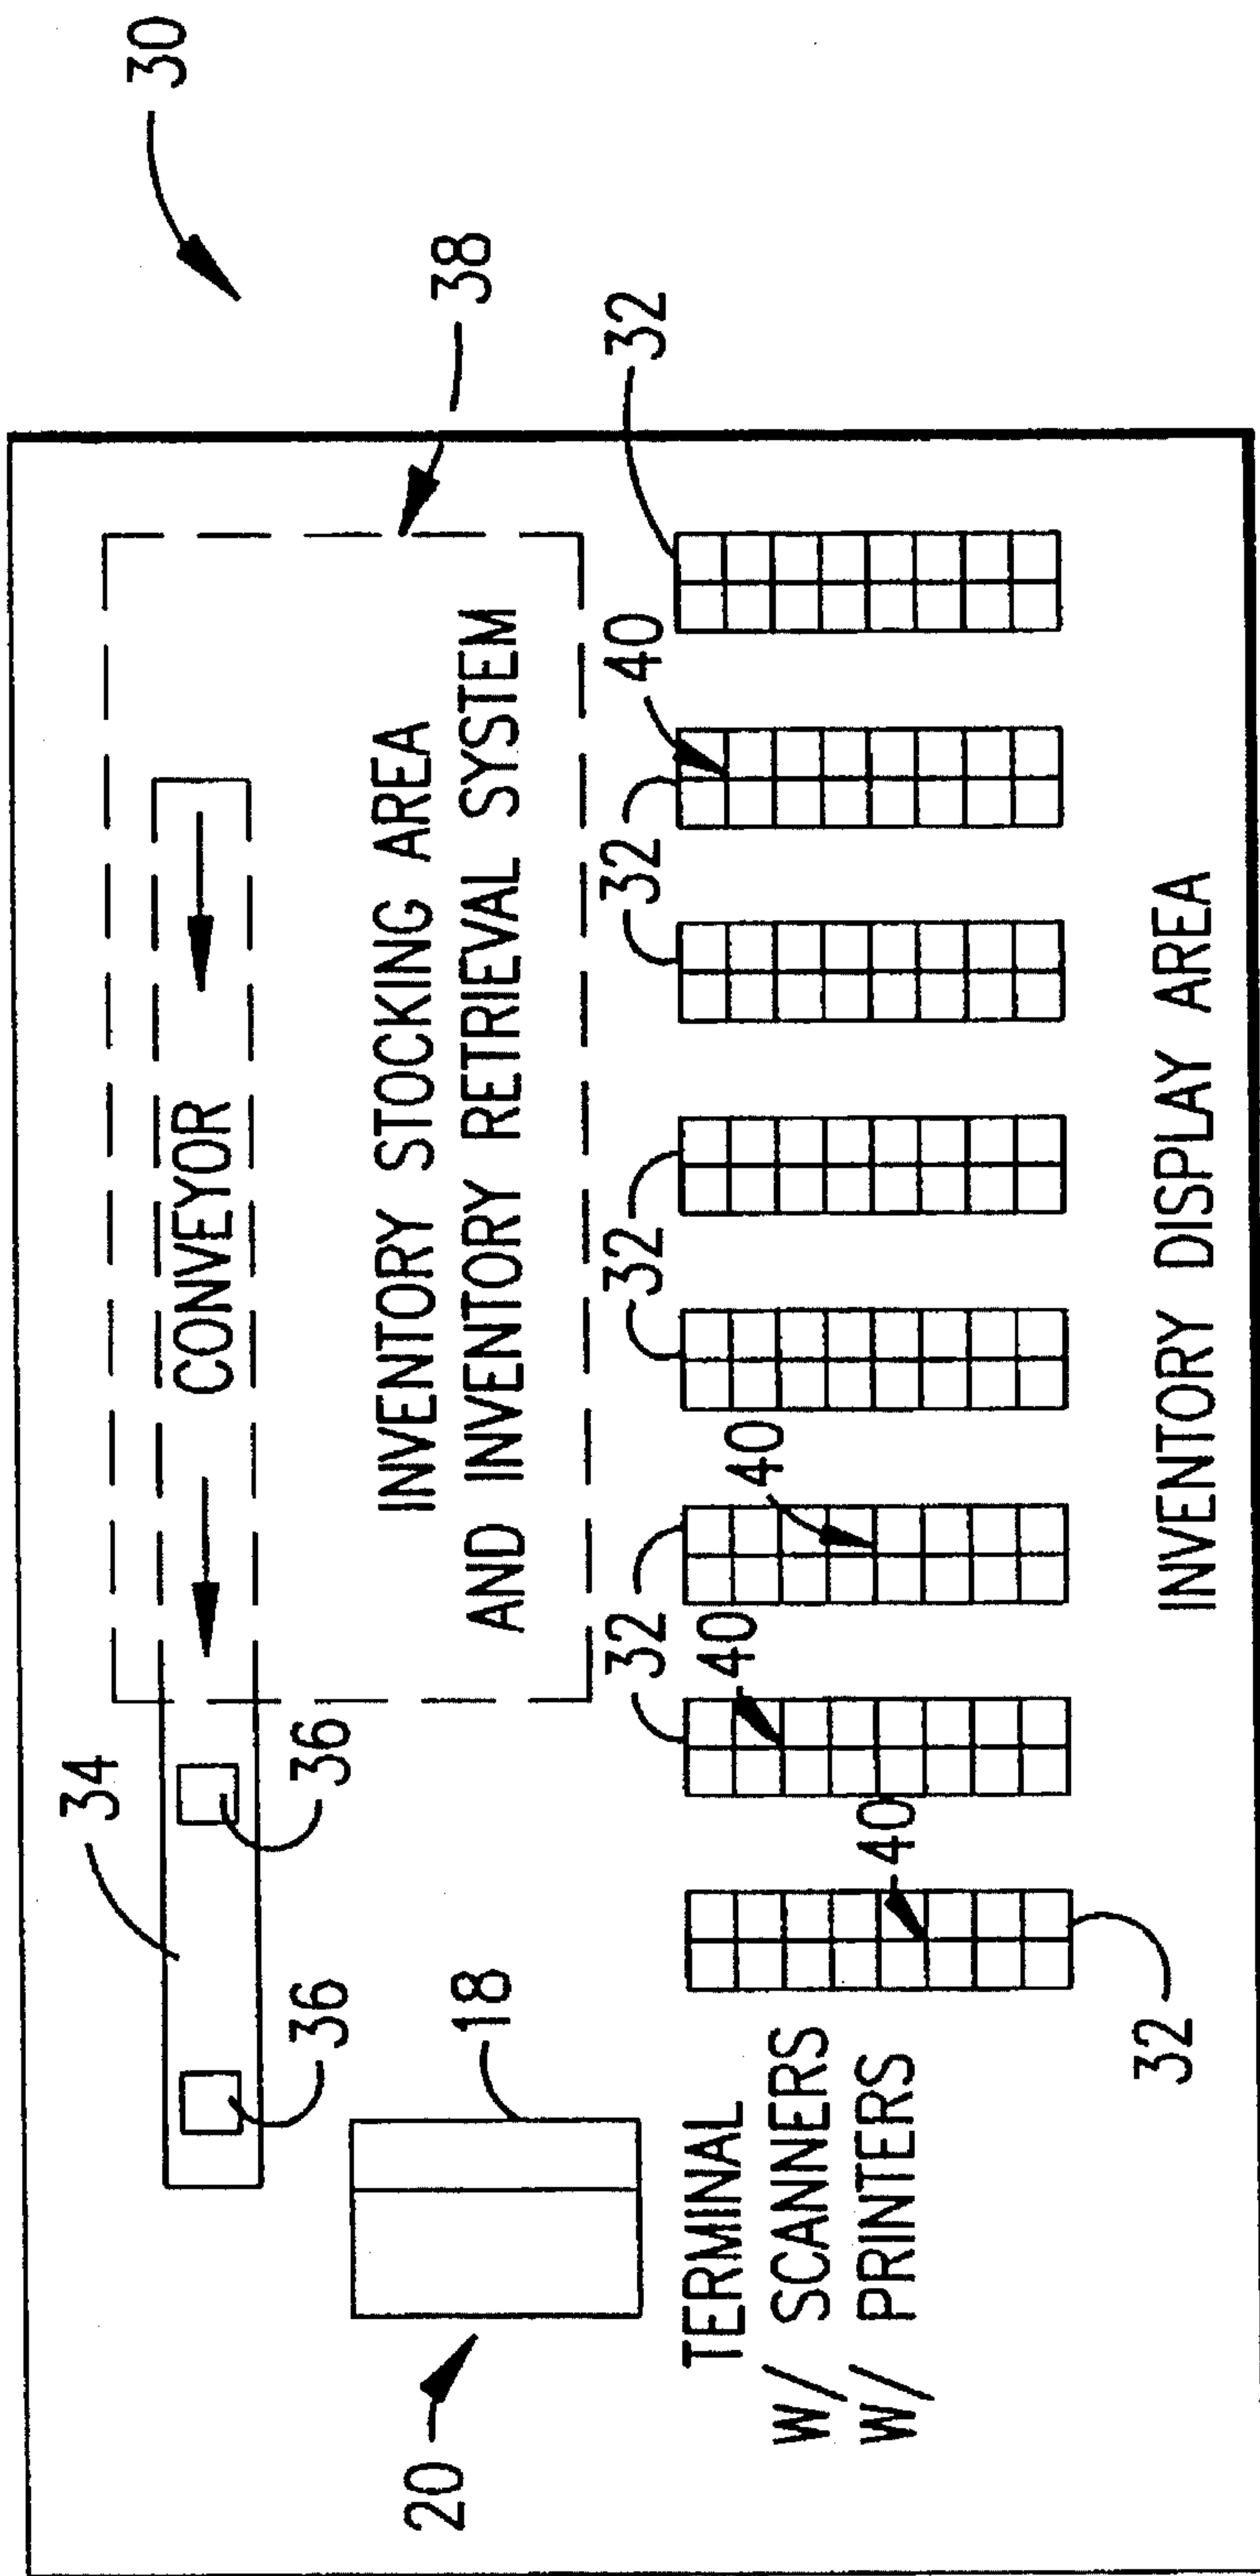 30
38
34
36
36
CONVEYOR
INVENTORY STOCKING AREA
AND INVENTORY RETRIEVAL SYSTEM
20
18
TERMINAL
W/ SCANNERS
W/ PRINTERS
32
40
32
40
32
40
32
32
32
40
32
32
INVENTORY DISPLAY AREA